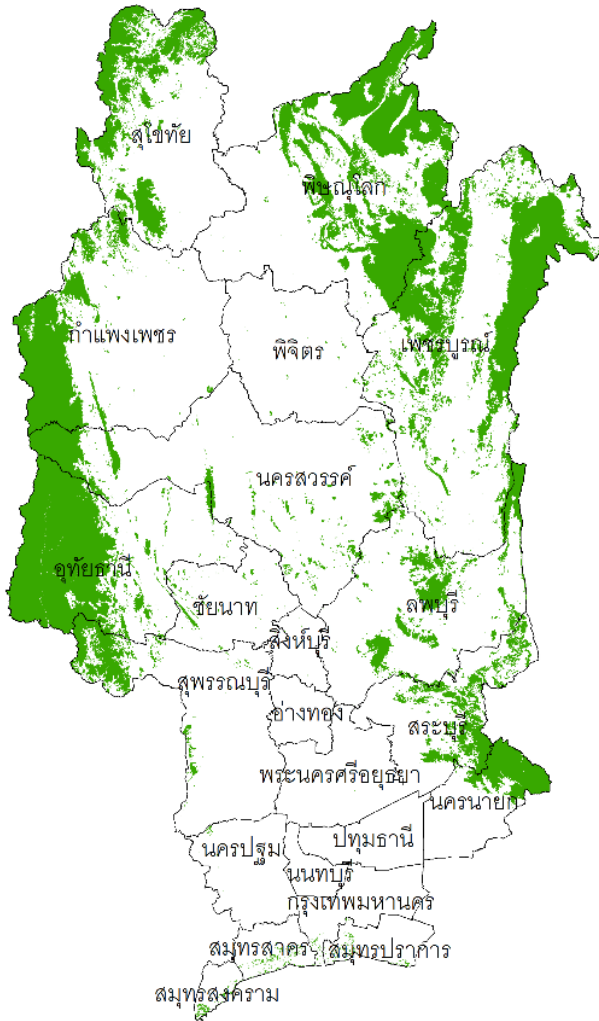 สุโขทัย
พิษณุโลก
กำแพงเพชร
พิจิตร
เพชรบูรณ์
นครสวรรค์
อุทัยธานี
ชัยนาท
ลพบุรี
สิงห์บุรี
สุพรรณบุรี
อ่างทอง
สระบุรี
พระนครศรีอยุธยา
นครนายก
ปทุมธานี
นครปฐม
นนทบุรี
กรุงเทพมหานคร
สมุทรสาคร
สมุทรปราการ
สมุทรสงคราม